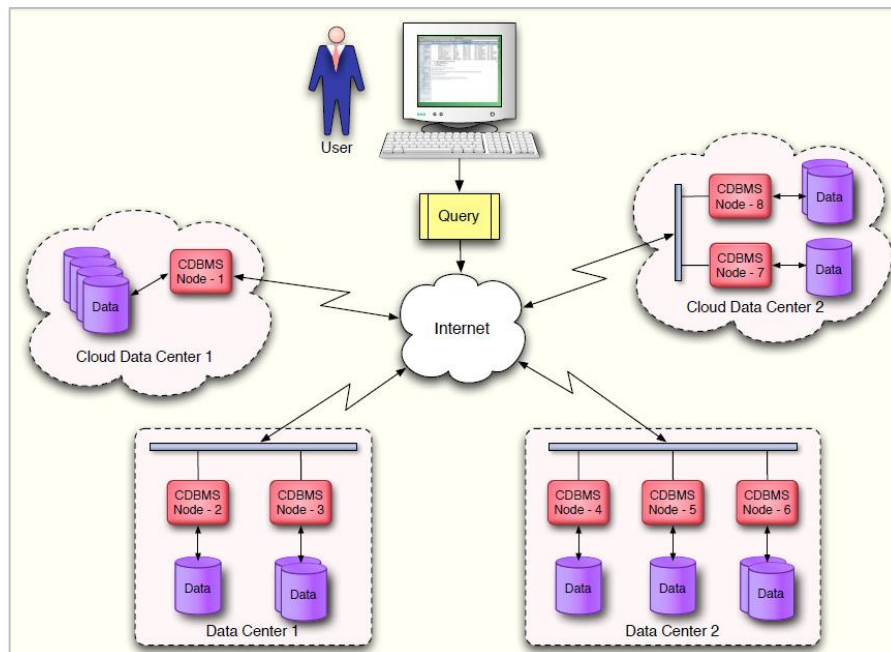 User
Query
Internet
CDBMS
Node - 1
Data
Cloud Data Center 1
CDBMS
Node - 8
Data
CDBMS
Node - 7
Data
Cloud Data Center 2
CDBMS
Node - 2
CDBMS
Node - 3
Data
Data
Data Center 1
CDBMS
Node - 4
CDBMS
Node - 5
CDBMS
Node - 6
Data
Data
Data
Data Center 2